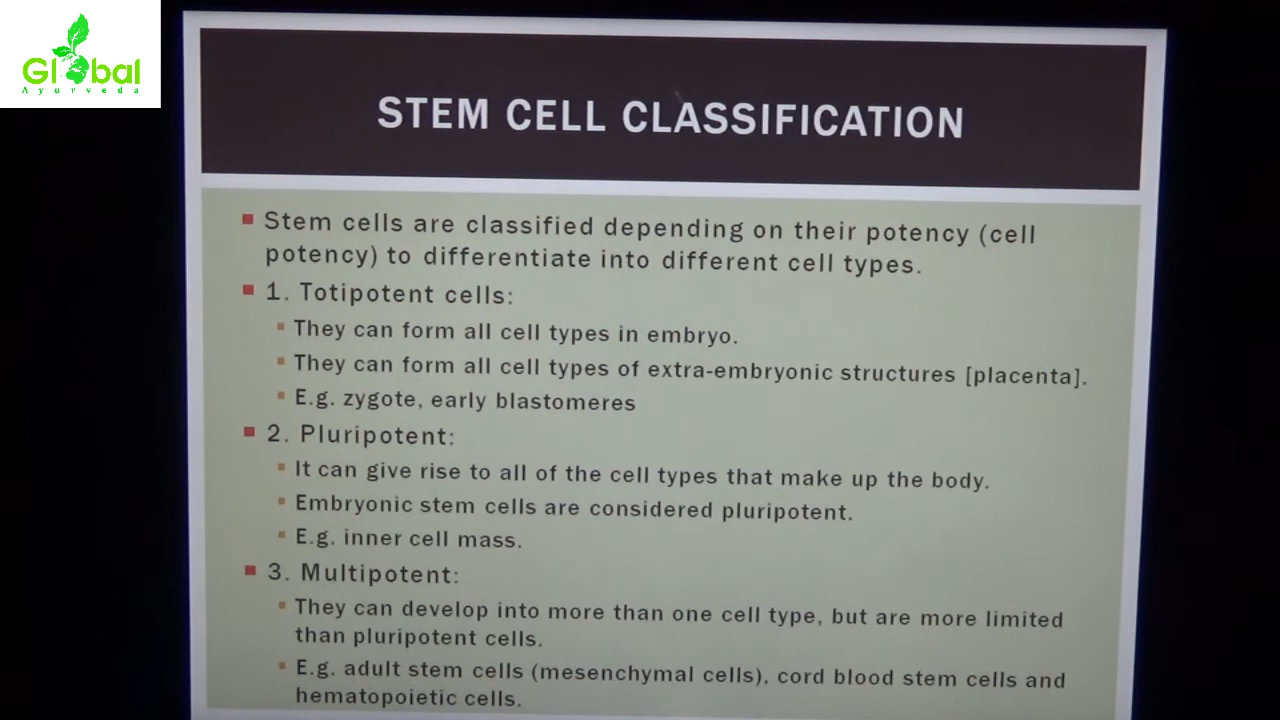 Global
Ayurveda
STEM CELL CLASSIFICATION
Stem cells are classified depending on their potency (cell
potency) to differentiate into different cell types.
1. Totipotent cells:
They can form all cell types in embryo.
They can form all cell types of extra-embryonic structures [placenta].
E.g. zygote, early blastomeres
2. Pluripotent:
It can give rise to all of the cell types that make up the body.
Embryonic stem cells are considered pluripotent.
E.g. inner cell mass.
3. Multipotent:
They can develop into more than one cell type, but are more limited
than pluripotent cells.
E.g. adult stem cells (mesenchymal cells), cord blood stem cells and
hematopoietic cells.